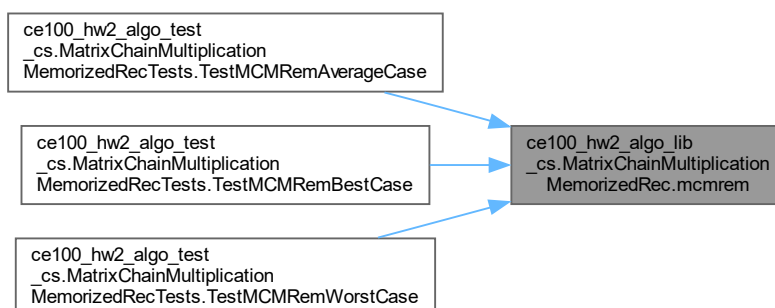 ce100_hw2_algo_test
_cs.MatrixChainMultiplication
MemorizedRecTests.TestMCMRemAverageCase
ce100_hw2_algo_test
_cs.MatrixChainMultiplication
MemorizedRecTests.TestMCMRemBestCase
ce100_hw2_algo_lib
_cs.MatrixChainMultiplication
MemorizedRec.mcmrem
ce100_hw2_algo_test
_cs.MatrixChainMultiplication
MemorizedRecTests.TestMCMRemWorstCase